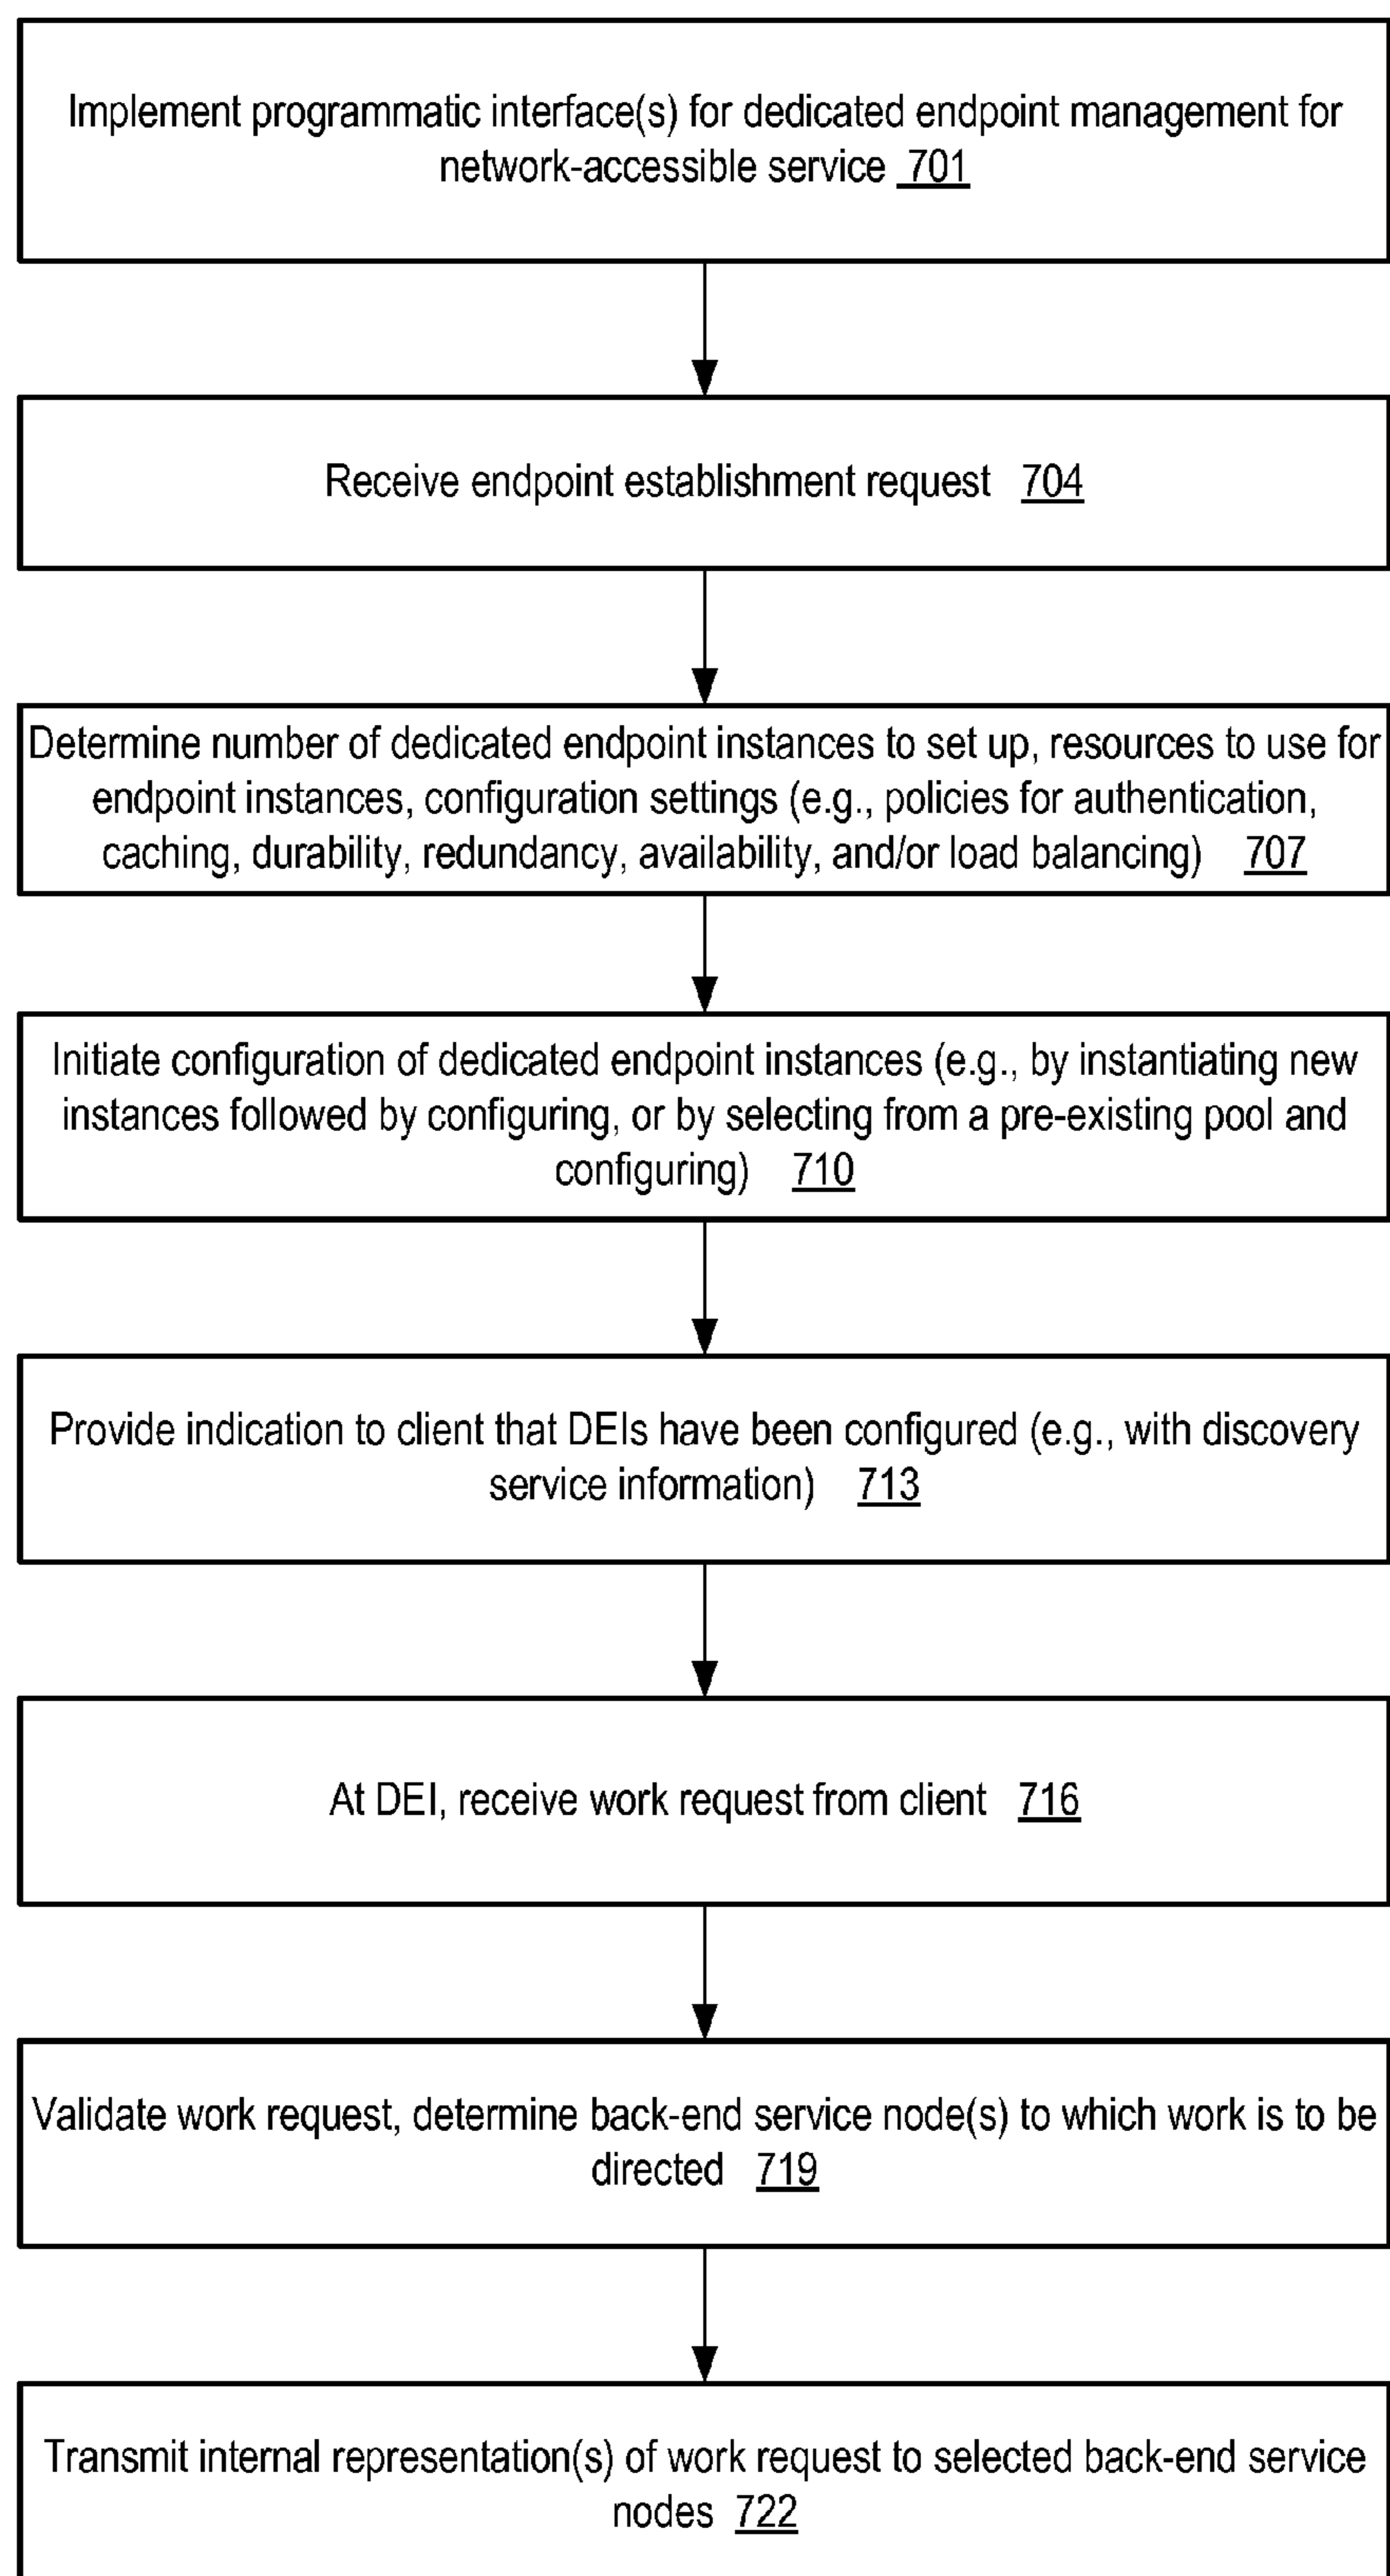 Implement programmatic interface(s) for dedicated endpoint management for
network-accessible service 701
Receive endpoint establishment request 704
Determine number of dedicated endpoint instances to set up, resources to use for
endpoint instances, configuration settings (e.g., policies for authentication,
caching, durability, redundancy, availability, and/or load balancing) 707
Initiate configuration of dedicated endpoint instances (e.g., by instantiating new
instances followed by configuring, or by selecting from a pre-existing pool and
configuring) 710
Provide indication to client that DEIs have been configured (e.g., with discovery
service information) 713
At DEI, receive work request from client 716
Validate work request, determine back-end service node(s) to which work is to be
directed 719
Transmit internal representation(s) of work request to selected back-end service
nodes 722